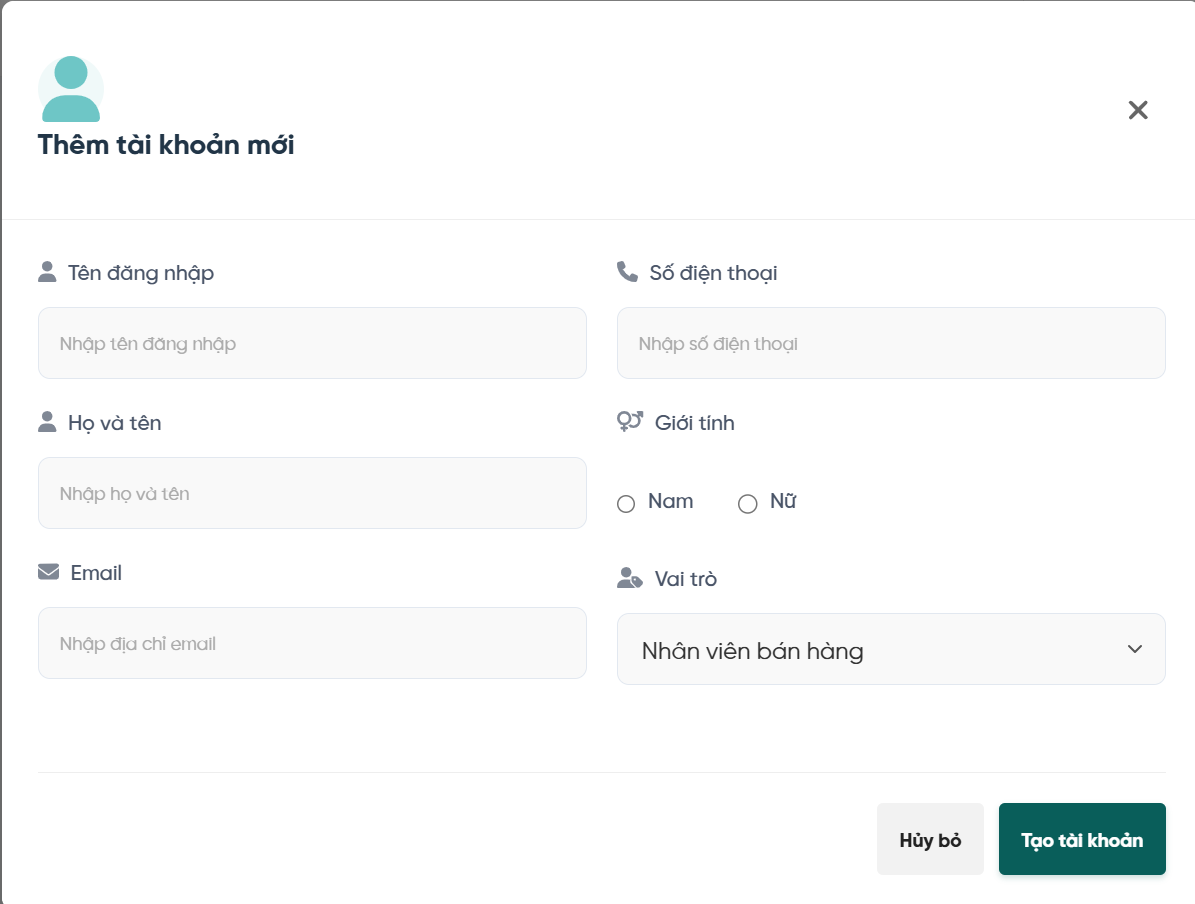 Thêm tài khoản mới
Tên đăng nhập
Số điện thoại
Nhập tên đăng nhập
Nhập số điện thoại
Họ và tên
Giới tính
Nhập họ và tên
Nam
Nữ
Email
Vai trò
Nhập địa chỉ email
Nhân viên bán hàng
Hủy bỏ
Tạo tài khoản